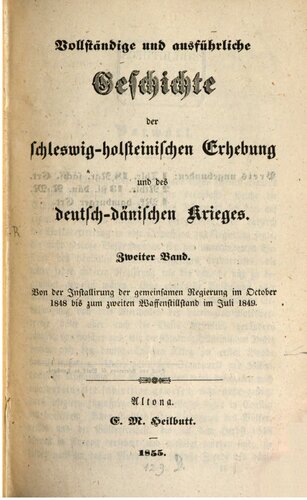 Vollständige und ausführliche
Geschichte
der
schleswig-holsteinischen Erhebung
und des
deutsch-dänischen Krieges.
Zweiter Band.
Von der Installirung der gemeinsamen Regierung im October
1848 bis zum zweiten Waffenstillstand im Juli 1849.
Altona.
E. M. Heilbutt.
1855.